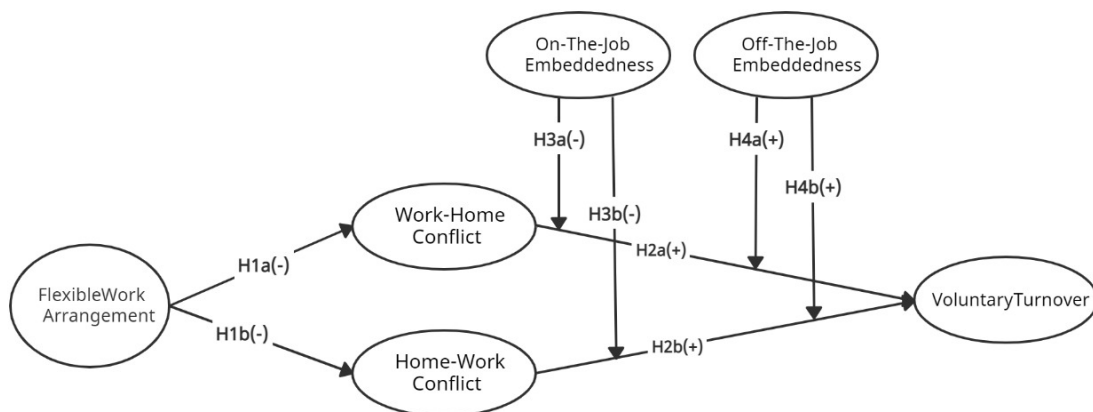 On-The-Job
Embeddedness
Off-The-Job
Embeddedness
H3a(-)
H4a(+)
H4b(+)
H3b(-)
Work-Home
Conflict
H2a(+)
H1a(-)
FlexibleWork
Arrangement
VoluntaryTurnover
H1b(-)
H2b(+)
Home-Work
Conflict